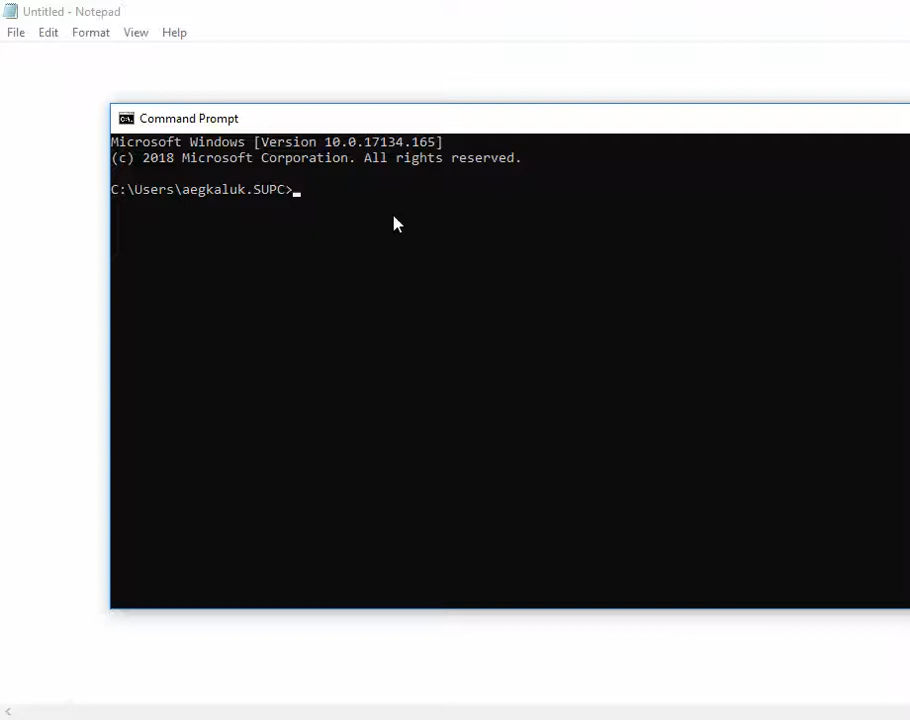 Untitled - Notepad
File Edit Format View Help
Command Prompt
Microsoft Windows [Version 10.0.17134.165]
(c) 2018 Microsoft Corporation. All rights reserved.
C:\Users\aegkaluk.SUPC>